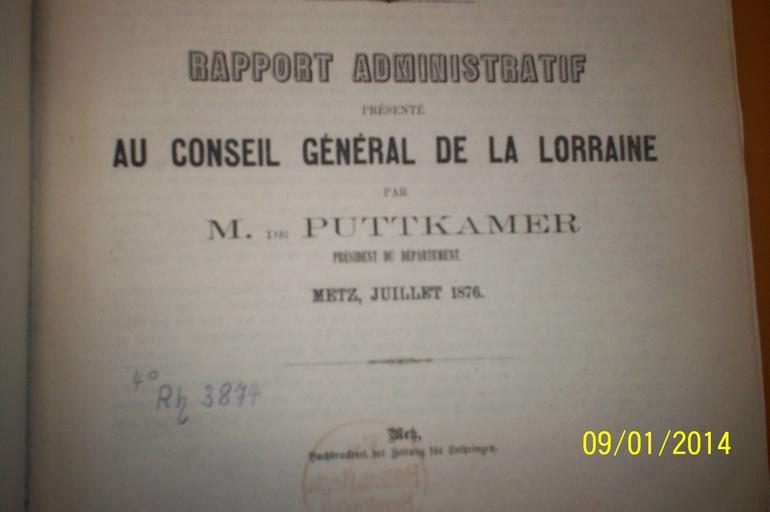 RAPPORT ADMINISTRATIF
PRÉSENTÉ
AU CONSEIL GÉNÉRAL DE LA LORRAINE
PAR
M. DE PUTTKAMER
PRÉSIDENT DU DÉPARTEMENT.
METZ, JUILLET 1876.
4º
Rh 3874
Metz,
Buchdruckerei der Zeitung für Lothringen.
09/01/2014